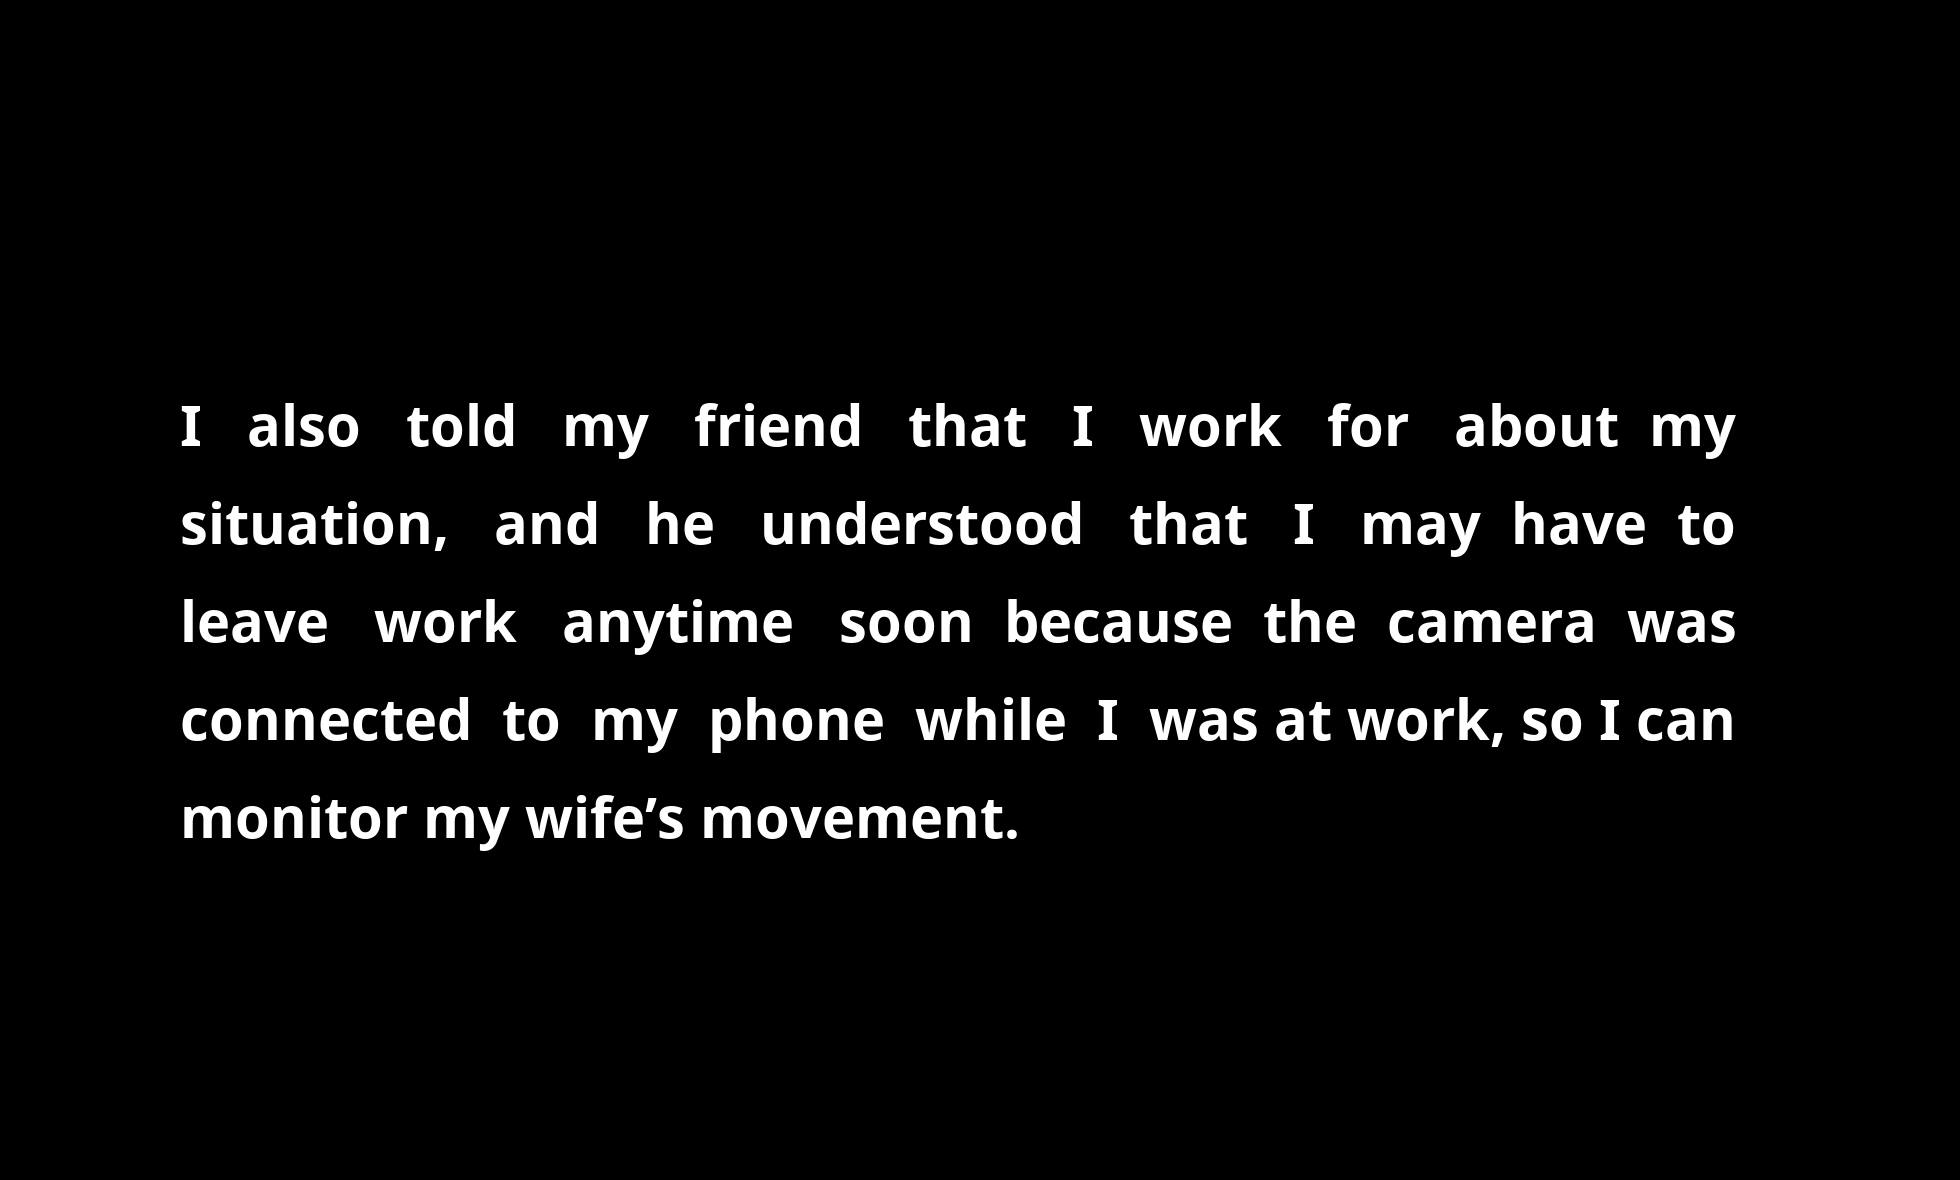 I also told my friend that I work for about my
situation, and he understood that I may have to
leave work anytime soon because the camera was
connected to my phone while I was at work, so I can
monitor my wife’s movement.